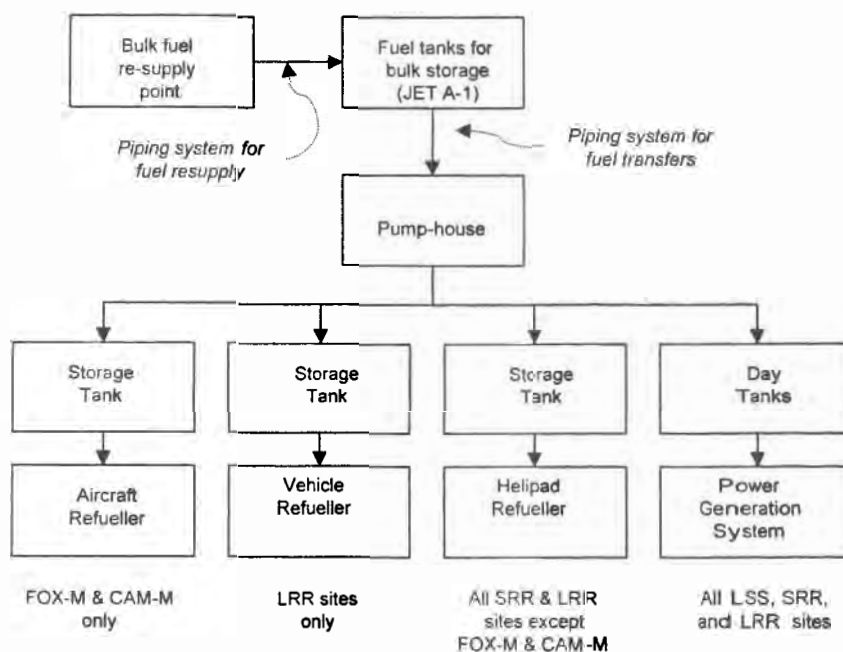 Bulk fuel
re-supply
point
Fuel tanks for
bulk storage
(JET A-1)
Piping system for
fuel resupply
Piping system for
fuel transfers
Pump-house
Storage
Tank
Storage
Tank
Storage
Tank
Day
Tanks
Aircraft
Refueller
Vehicle
Refueller
Helipad
Refueller
Power
Generation
System
FOX-M & CAM-M
only
LRR sites
only
All SRR & LRR
sites except
FOX-M & CAM-M
All LSS, SRR,
and LRR sites